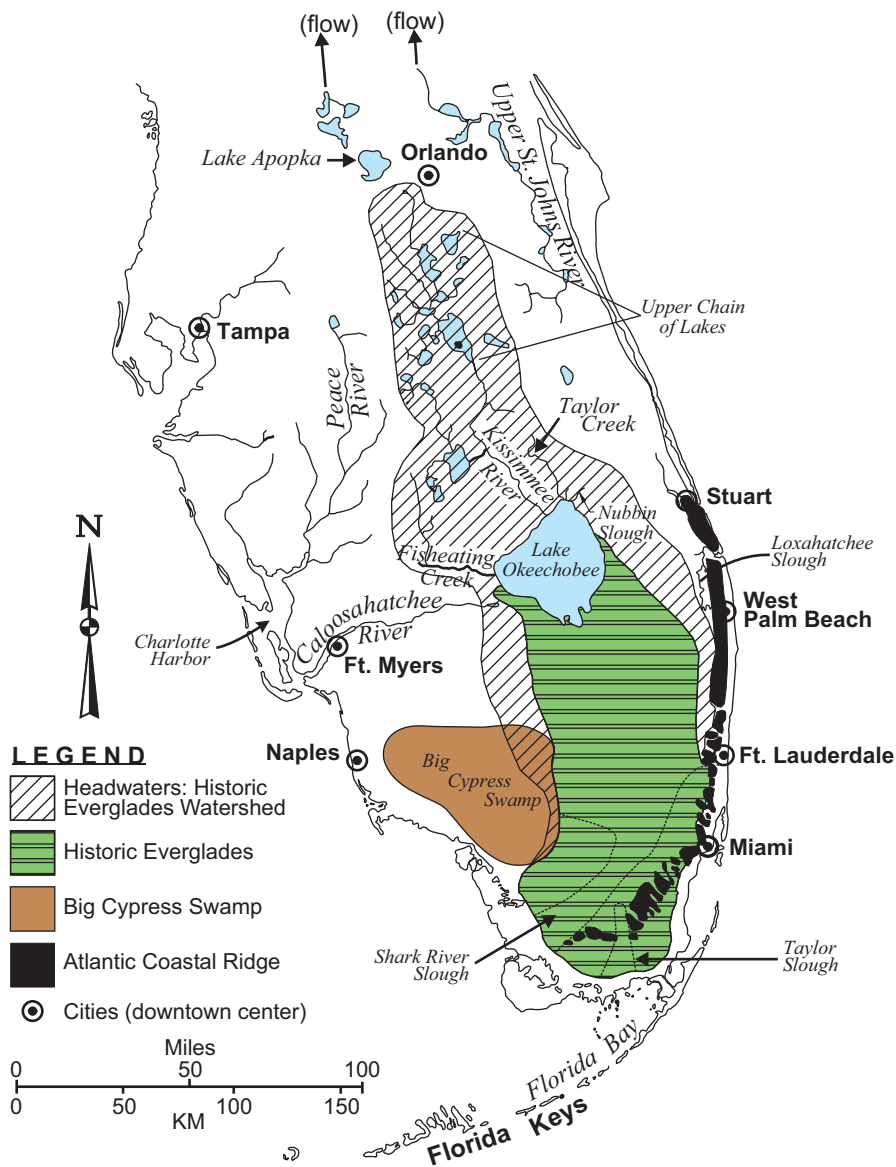 (flow)
(flow)
Upper St. Johns River
Lake Apopka
Orlando
Upper Chain
of Lakes
Tampa
Peace
River
Taylor
Creek
Kissimmee
River
Stuart
Nubbin
Slough
N
Lake
Okeechobee
Loxahatchee
Slough
Fisheating
Creek
West
Palm Beach
Caloosahatchee
River
Charlotte
Harbor
Ft. Myers
LEGEND
Naples
Big
Cypress
Swamp
Ft. Lauderdale
Headwaters: Historic
Everglades Watershed
Historic Everglades
Miami
Big Cypress Swamp
Shark River
Slough
Taylor
Slough
Atlantic Coastal Ridge
Cities (downtown center)
Miles
0 50 100
0 50 100 150
KM
Florida Bay
Florida Keys